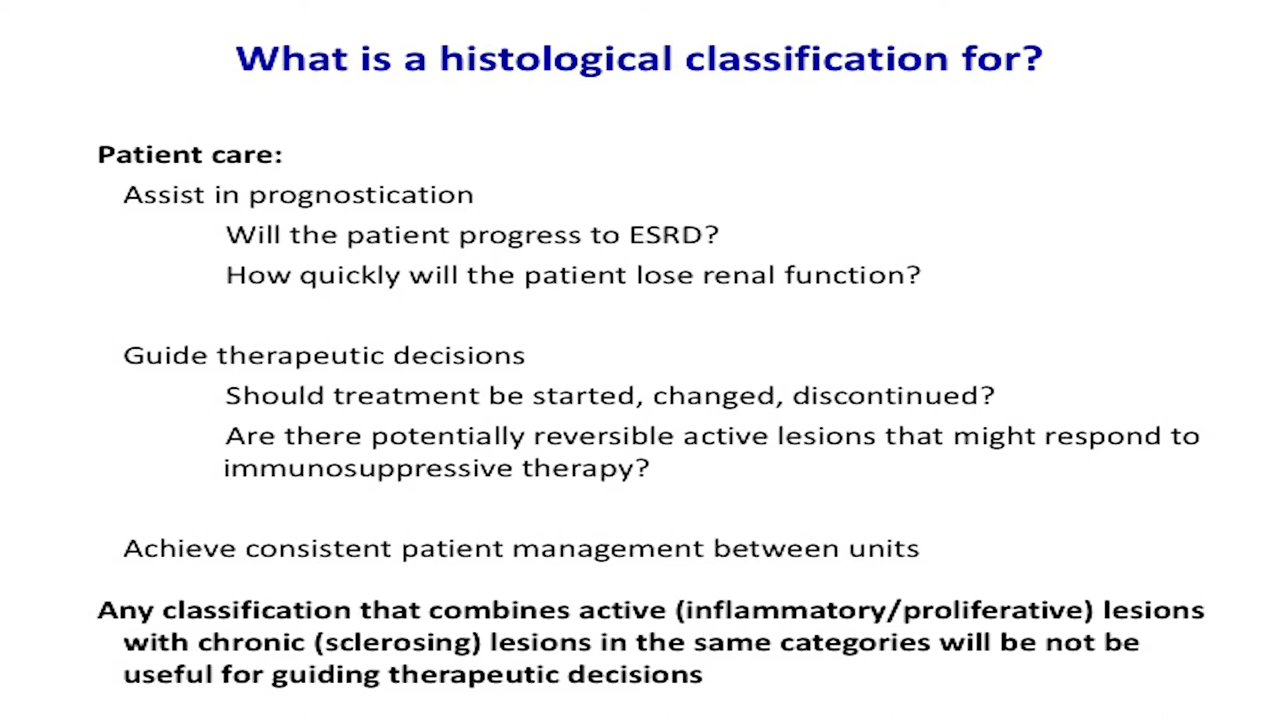 What is a histological classification for?
Patient care:
Assist in prognostication
Will the patient progress to ESRD?
How quickly will the patient lose renal function?
Guide therapeutic decisions
Should treatment be started, changed, discontinued?
Are there potentially reversible active lesions that might respond to
immunosuppressive therapy?
Achieve consistent patient management between units
Any classification that combines active (inflammatory/proliferative) lesions
with chronic (sclerosing) lesions in the same categories will be not be
useful for guiding therapeutic decisions